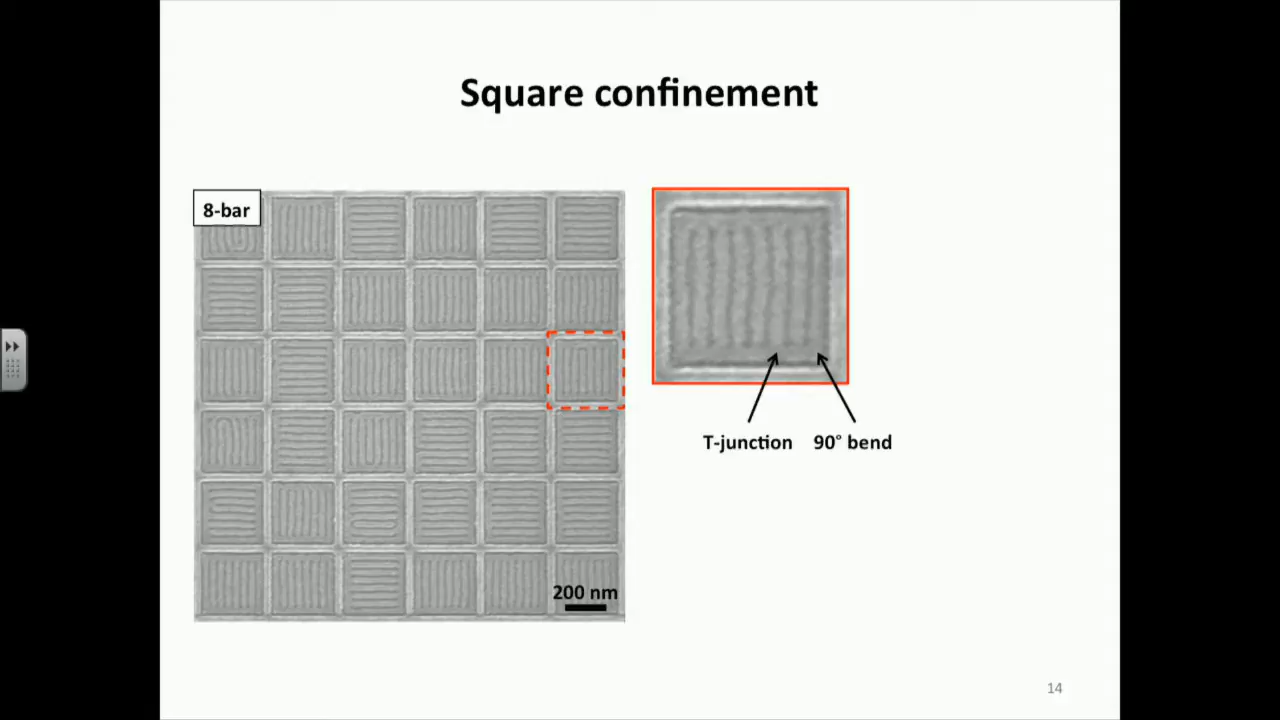 Square confinement
8-bar
T-junction
90° bend
200 nm
14